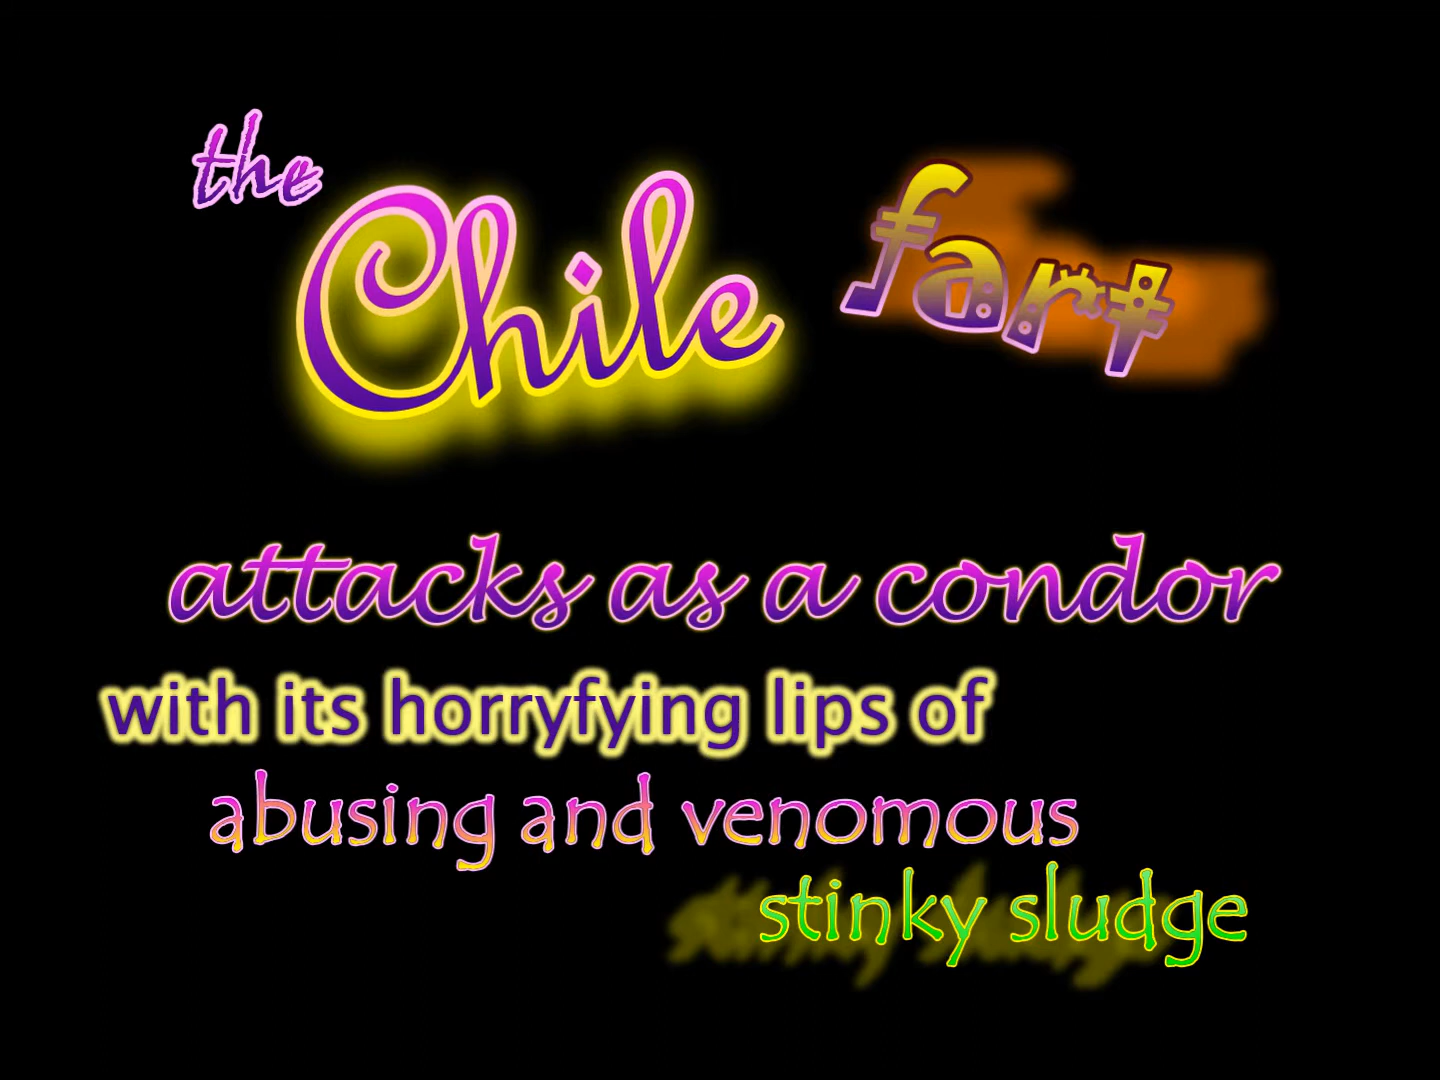 the Chile fart
attacks as a condor
with its horryfying lips of
abusing and venomous
stinky sludge